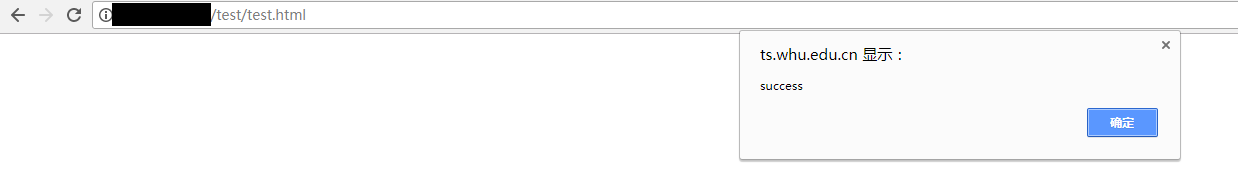 /test/test.html
ts.whu.edu.cn 显示：
success
确定